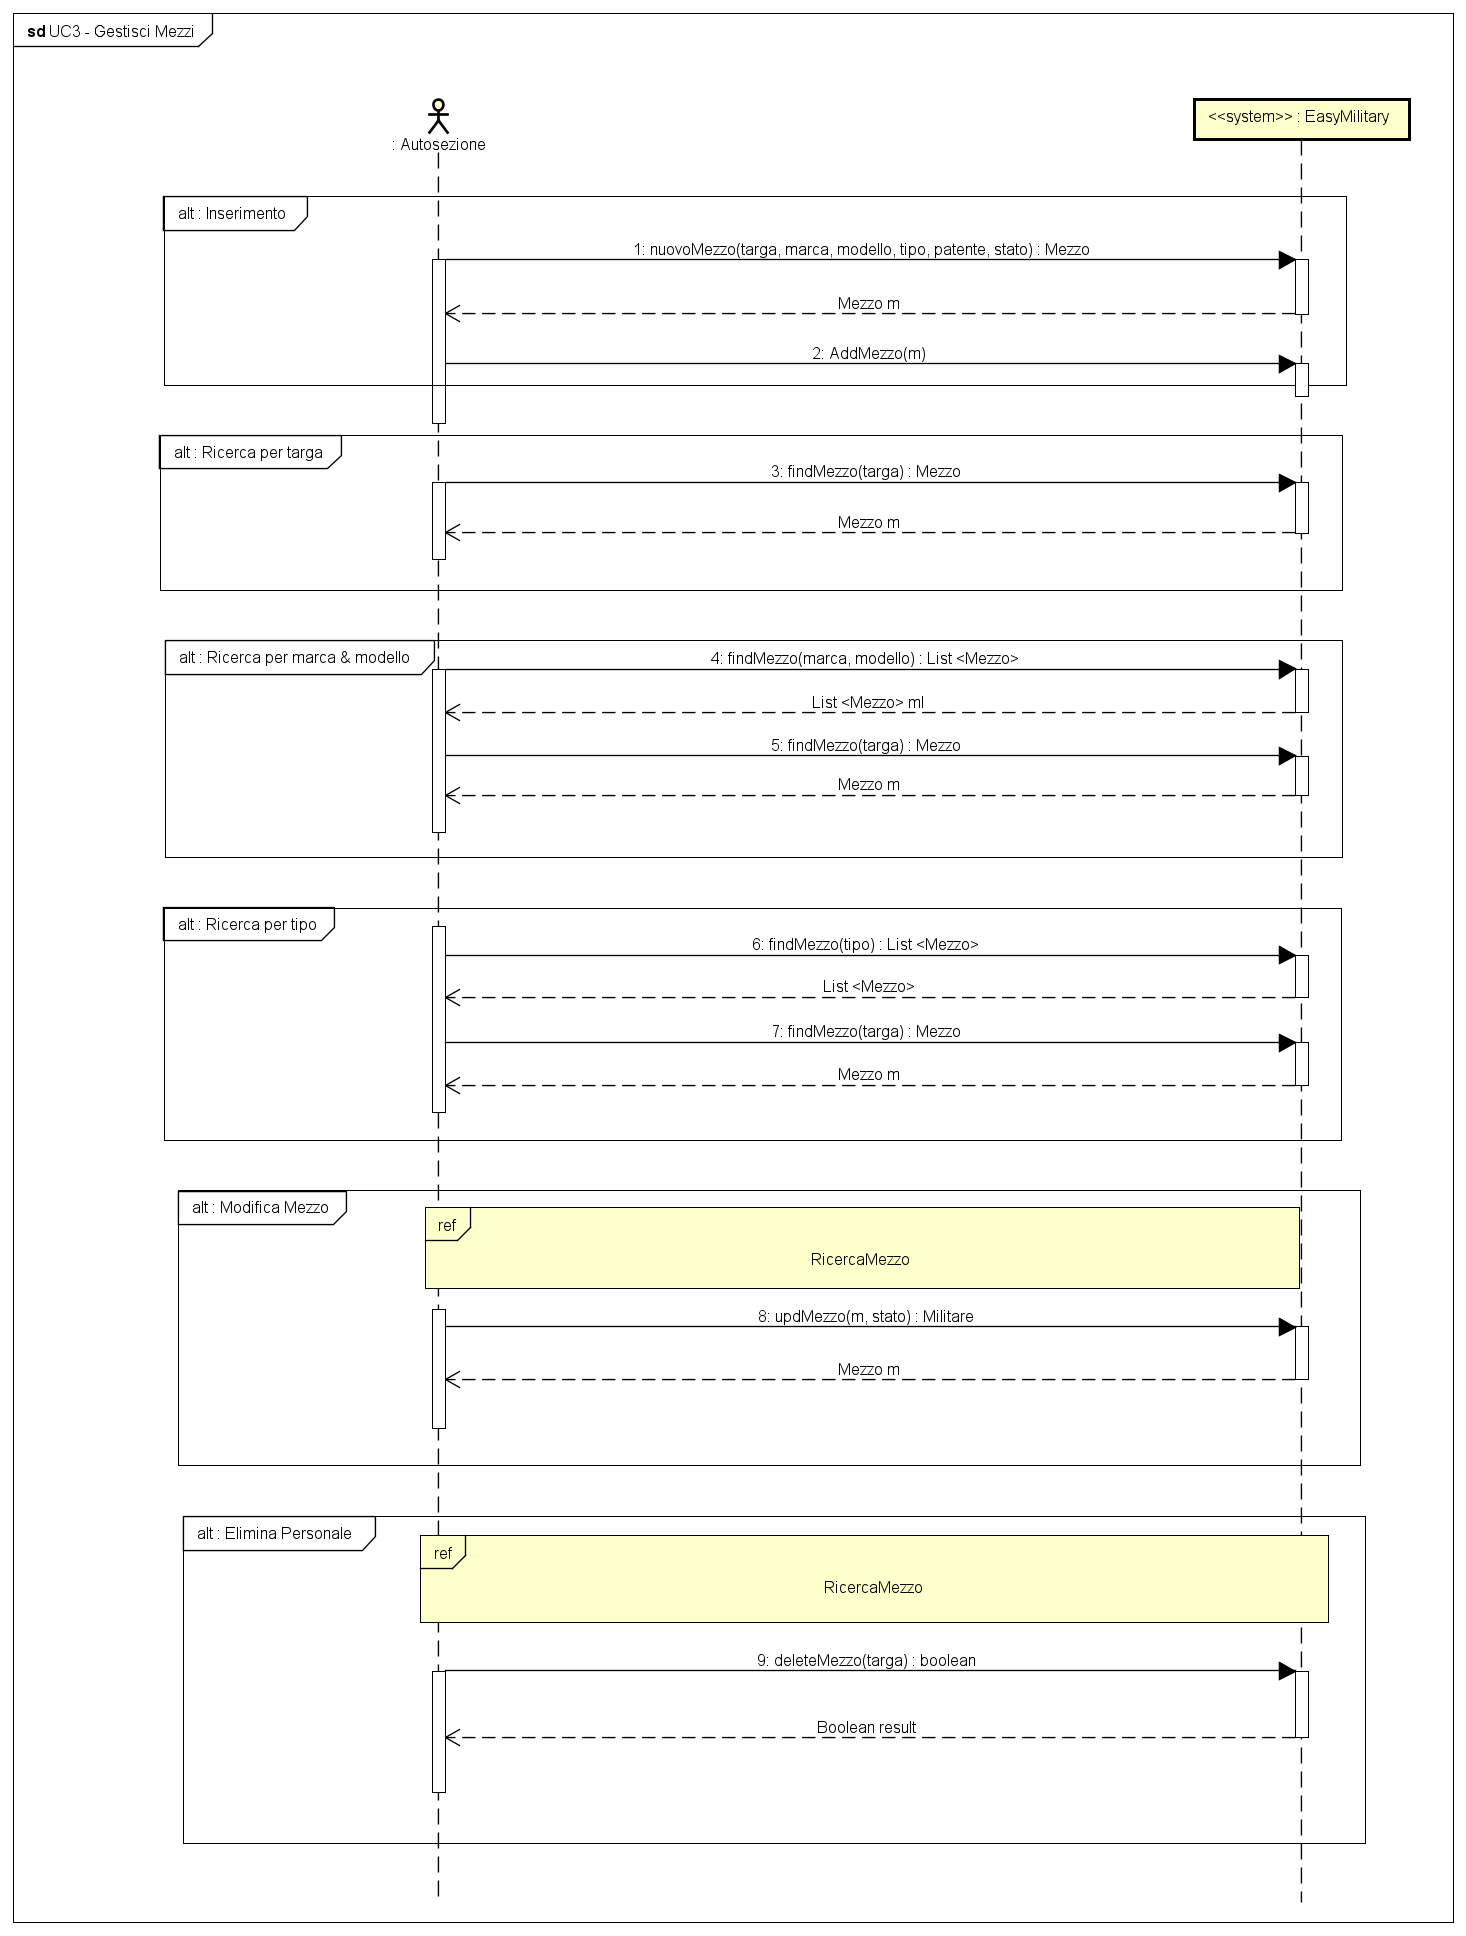 sd UC3 - Gestisci Mezzi
: Autosezione
<<system>> : EasyMilitary
alt : Inserimento
1: nuovoMezzo(targa, marca, modello, tipo, patente, stato) : Mezzo
Mezzo m
2: AddMezzo(m)
alt : Ricerca per targa
3: findMezzo(targa) : Mezzo
Mezzo m
alt : Ricerca per marca & modello
4: findMezzo(marca, modello) : List <Mezzo>
List <Mezzo> ml
5: findMezzo(targa) : Mezzo
Mezzo m
alt : Ricerca per tipo
6: findMezzo(tipo) : List <Mezzo>
List <Mezzo>
7: findMezzo(targa) : Mezzo
Mezzo m
alt : Modifica Mezzo
ref
RicercaMezzo
8: updMezzo(m, stato) : Militare
Mezzo m
alt : Elimina Personale
ref
RicercaMezzo
9: deleteMezzo(targa) : boolean
Boolean result